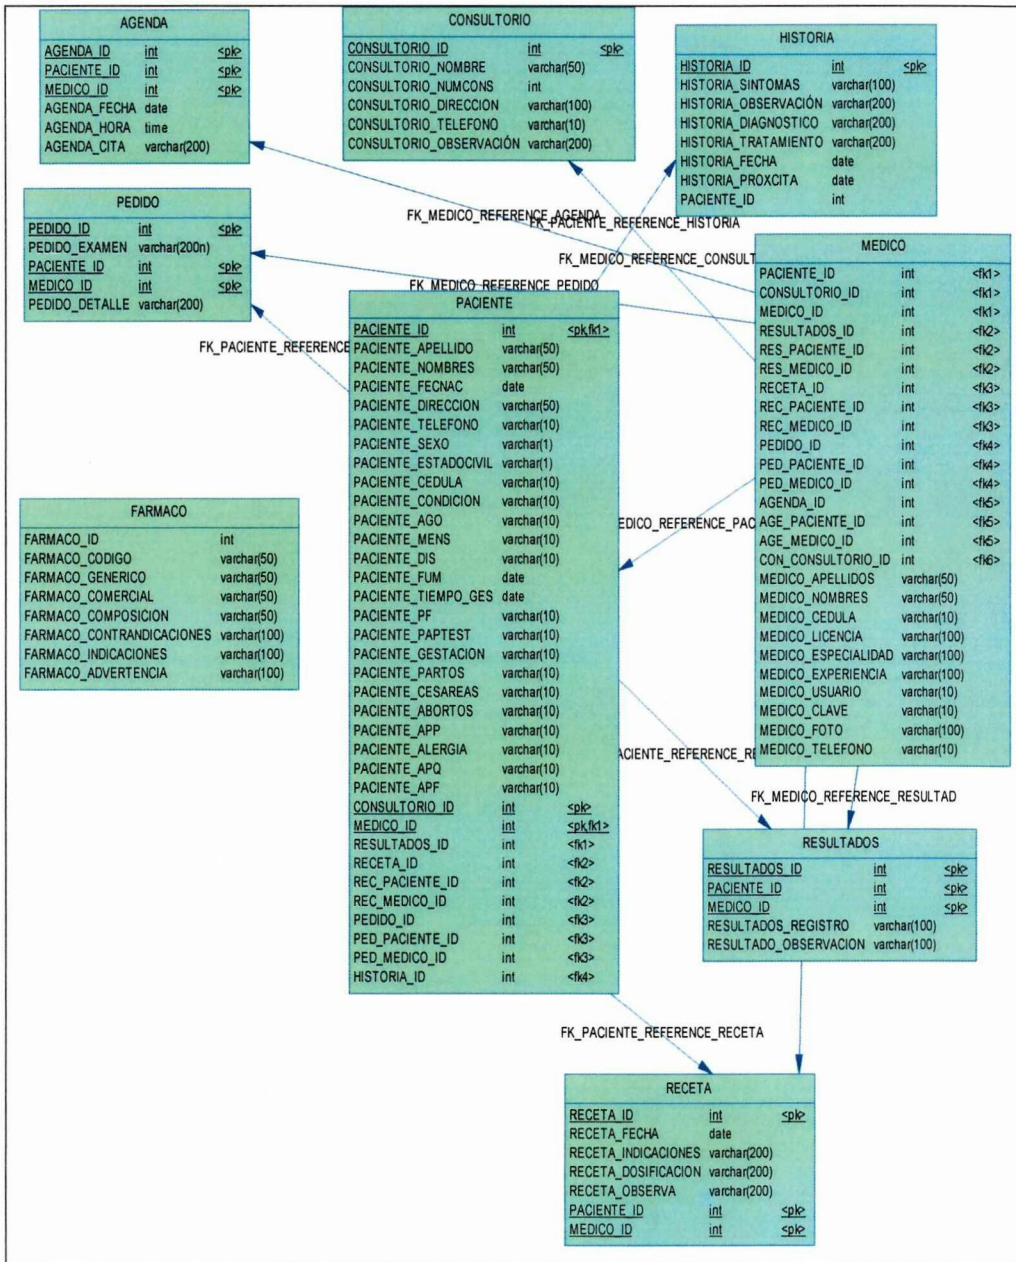 AGENDA
AGENDA_ID int <pk>
PACIENTE_ID int <pk>
MEDICO_ID int <pk>
AGENDA_FECHA date
AGENDA_HORA time
AGENDA_CITA varchar(200)
CONSULTORIO
CONSULTORIO_ID int <pk>
CONSULTORIO_NOMBRE varchar(50)
CONSULTORIO_NUMCONS int
CONSULTORIO_DIRECCION varchar(100)
CONSULTORIO_TELEFONO varchar(10)
CONSULTORIO_OBSERVACIÓN varchar(200)
HISTORIA
HISTORIA_ID int <pk>
HISTORIA_SINTOMAS varchar(100)
HISTORIA_OBSERVACIÓN varchar(200)
HISTORIA_DIAGNOSTICO varchar(200)
HISTORIA_TRATAMIENTO varchar(200)
HISTORIA_FECHA date
HISTORIA_PROXCITA date
PACIENTE_ID int
PEDIDO
PEDIDO_ID int <pk>
PEDIDO_EXAMEN varchar(200n)
PACIENTE_ID int <pk>
MEDICO_ID int <pk>
PEDIDO_DETALLE varchar(200)
FK_MEDICO_REFERENCE_AGENDA
FK_PACIENTE_REFERENCE_HISTORIA
FK_MEDICO_REFERENCE_CONSULT
FK_MEDICO_REFERENCE_PEDIDO
FK_PACIENTE_REFERENCE
PACIENTE
PACIENTE_ID int <pk,fk1>
PACIENTE_APELLIDO varchar(50)
PACIENTE_NOMBRES varchar(50)
PACIENTE_FECNAC date
PACIENTE_DIRECCION varchar(50)
PACIENTE_TELEFONO varchar(10)
PACIENTE_SEXO varchar(1)
PACIENTE_ESTADOCIVIL varchar(1)
PACIENTE_CEDULA varchar(10)
PACIENTE_CONDICION varchar(10)
PACIENTE_AGO varchar(10)
PACIENTE_MENS varchar(10)
PACIENTE_DIS varchar(10)
PACIENTE_FUM date
PACIENTE_TIEMPO_GES date
PACIENTE_PF varchar(10)
PACIENTE_PAPTEST varchar(10)
PACIENTE_GESTACION varchar(10)
PACIENTE_PARTOS varchar(10)
PACIENTE_CESAREAS varchar(10)
PACIENTE_ABORTOS varchar(10)
PACIENTE_APP varchar(10)
PACIENTE_ALERGIA varchar(10)
PACIENTE_APQ varchar(10)
PACIENTE_APF varchar(10)
CONSULTORIO_ID int <pk>
MEDICO_ID int <pk,fk1>
RESULTADOS_ID int <fk1>
RECETA_ID int <fk2>
REC_PACIENTE_ID int <fk2>
REC_MEDICO_ID int <fk2>
PEDIDO_ID int <fk3>
PED_PACIENTE_ID int <fk3>
PED_MEDICO_ID int <fk3>
HISTORIA_ID int <fk4>
MEDICO
PACIENTE_ID int <fk1>
CONSULTORIO_ID int <fk1>
MEDICO_ID int <fk1>
RESULTADOS_ID int <fk2>
RES_PACIENTE_ID int <fk2>
RES_MEDICO_ID int <fk2>
RECETA_ID int <fk3>
REC_PACIENTE_ID int <fk3>
REC_MEDICO_ID int <fk3>
PEDIDO_ID int <fk4>
PED_PACIENTE_ID int <fk4>
PED_MEDICO_ID int <fk4>
AGENDA_ID int <fk5>
AGE_PACIENTE_ID int <fk5>
AGE_MEDICO_ID int <fk5>
CON_CONSULTORIO_ID int <fk6>
MEDICO_APELLIDOS varchar(50)
MEDICO_NOMBRES varchar(50)
MEDICO_CEDULA varchar(10)
MEDICO_LICENCIA varchar(100)
MEDICO_ESPECIALIDAD varchar(100)
MEDICO_EXPERIENCIA varchar(100)
MEDICO_USUARIO varchar(10)
MEDICO_CLAVE varchar(10)
MEDICO_FOTO varchar(100)
MEDICO_TELEFONO varchar(10)
FARMACO
FARMACO_ID int
FARMACO_CODIGO varchar(50)
FARMACO_GENERICO varchar(50)
FARMACO_COMERCIAL varchar(50)
FARMACO_COMPOSICIÓN varchar(50)
FARMACO_CONTRANDICACIONES varchar(100)
FARMACO_INDICACIONES varchar(100)
FARMACO_ADVERTENCIA varchar(100)
EDICO_REFERENCE_PAC
ACIENTE_REFERENCE_RE
FK_MEDICO_REFERENCE_RESULTAD
RESULTADOS
RESULTADOS_ID int <pk>
PACIENTE_ID int <pk>
MEDICO_ID int <pk>
RESULTADOS_REGISTRO varchar(100)
RESULTADO_OBSERVACION varchar(100)
FK_PACIENTE_REFERENCE_RECETA
RECETA
RECETA_ID int <pk>
RECETA_FECHA date
RECETA_INDICACIONES varchar(200)
RECETA_DOSIFICACION varchar(200)
RECETA_OBSERVA varchar(200)
PACIENTE_ID int <pk>
MEDICO_ID int <pk>